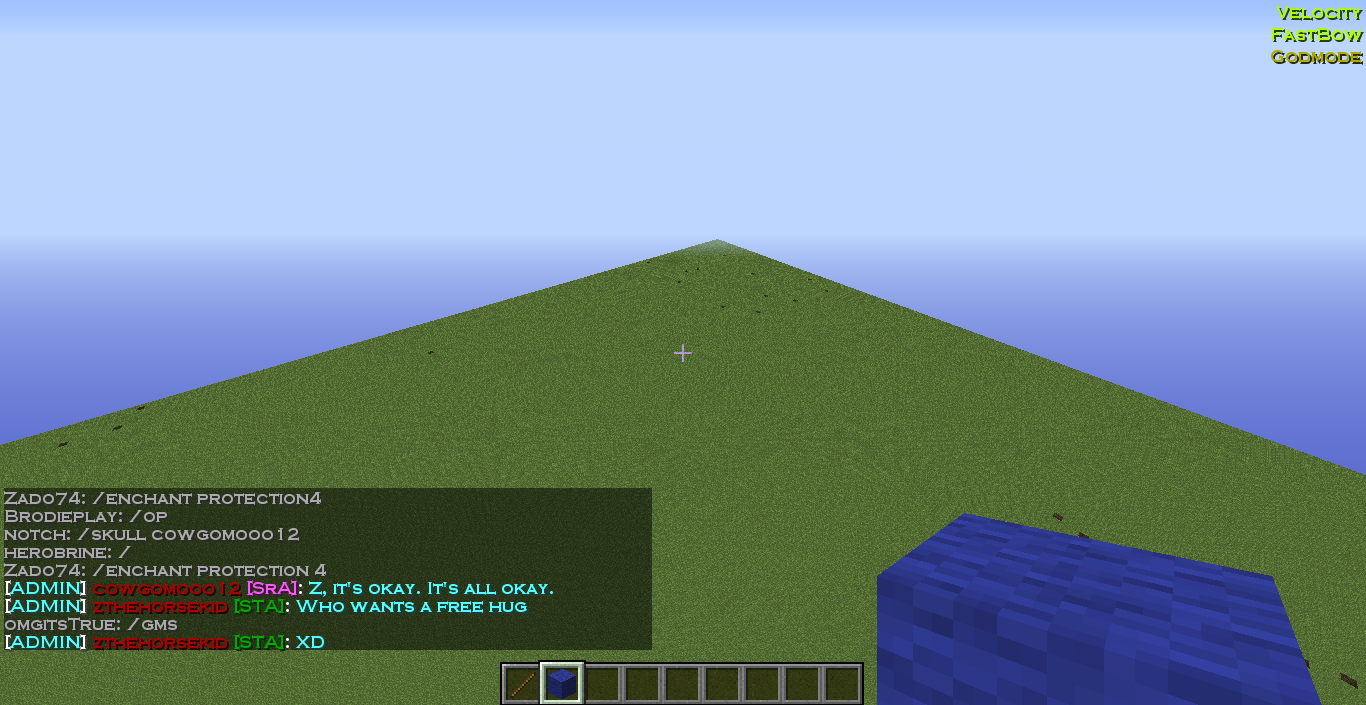 Velocity
FastBow
Godmode
Zado74: /enchant protection4
Brodieplay: /op
notch: /skull cowgomooo12
herobrine: /
Zado74: /enchant protection 4
[ADMIN] cowgomooo12 [SrA]: Z, it's okay. It's all okay.
[ADMIN] zthehorsekid [STA]: Who wants a free hug
omgitsTrue: /gms
[ADMIN] zthehorsekid [STA]: XD